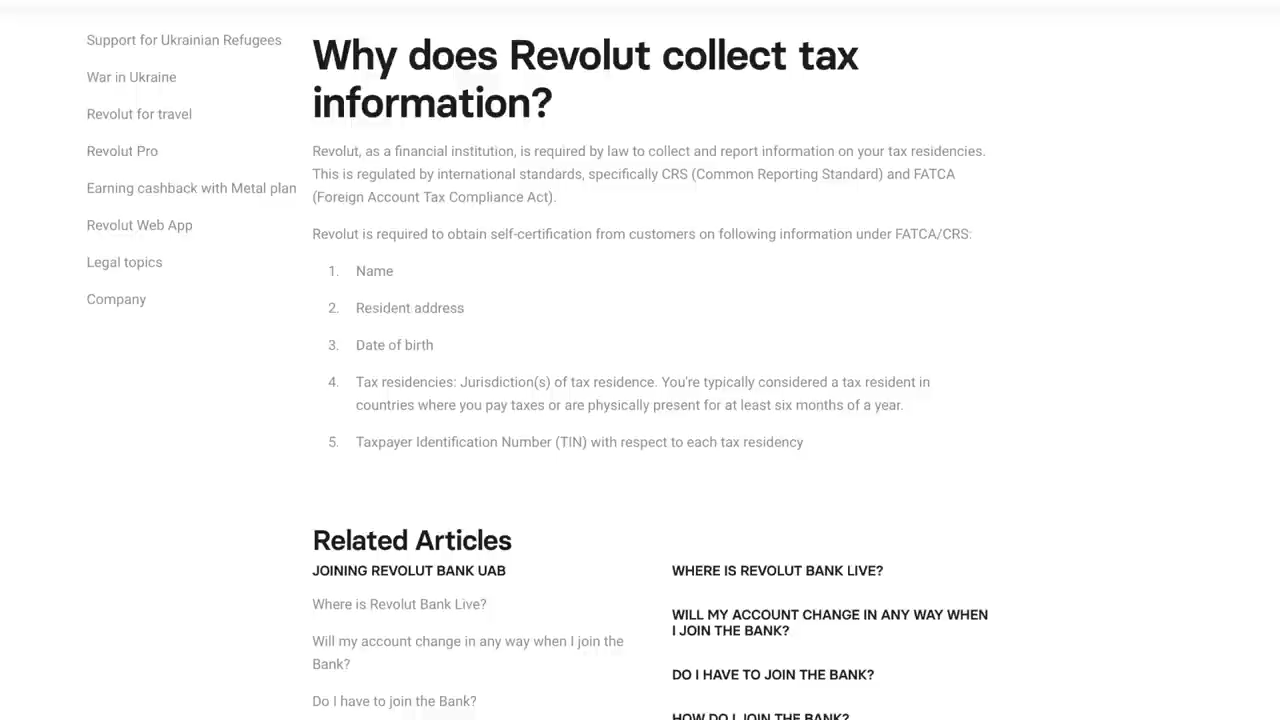 Support for Ukrainian Refugees
War in Ukraine
Revolut for travel
Revolut Pro
Earning cashback with Metal plan
Revolut Web App
Legal topics
Company
Why does Revolut collect tax
information?
Revolut, as a financial institution, is required by law to collect and report information on your tax residencies.
This is regulated by international standards, specifically CRS (Common Reporting Standard) and FATCA
(Foreign Account Tax Compliance Act).
Revolut is required to obtain self-certification from customers on following information under FATCA/CRS:
1. Name
2. Resident address
3. Date of birth
4. Tax residencies: Jurisdiction(s) of tax residence. You're typically considered a tax resident in
countries where you pay taxes or are physically present for at least six months of a year.
5. Taxpayer Identification Number (TIN) with respect to each tax residency
Related Articles
JOINING REVOLUT BANK UAB
Where is Revolut Bank Live?
Will my account change in any way when I join the
Bank?
Do I have to join the Bank?
WHERE IS REVOLUT BANK LIVE?
WILL MY ACCOUNT CHANGE IN ANY WAY WHEN
I JOIN THE BANK?
DO I HAVE TO JOIN THE BANK?
HOW DO I JOIN THE BANK?